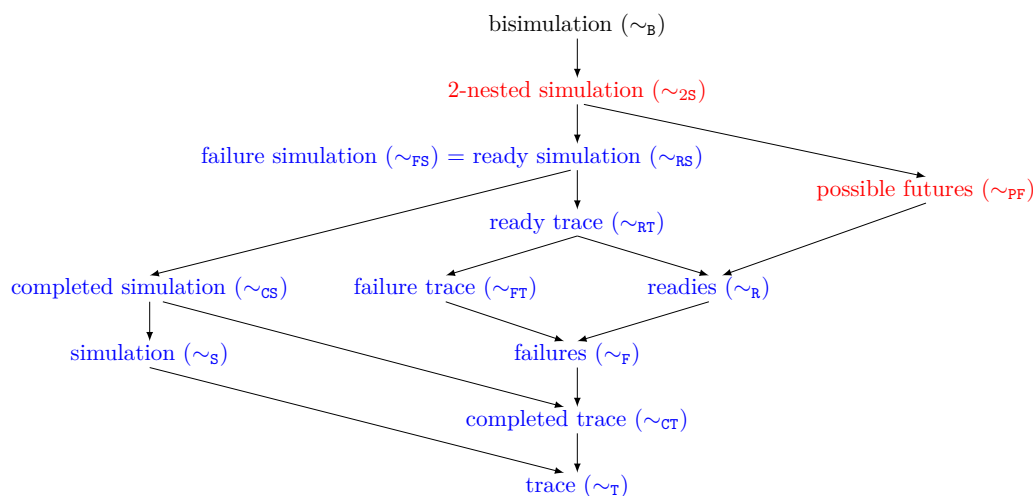 bisimulation (∼B)
2-nested simulation (∼2S)
failure simulation (∼FS) = ready simulation (∼RS)
possible futures (∼PF)
ready trace (∼RT)
completed simulation (∼CS)
failure trace (∼FT)
readies (∼R)
simulation (∼S)
failures (∼F)
completed trace (∼CT)
trace (∼T)